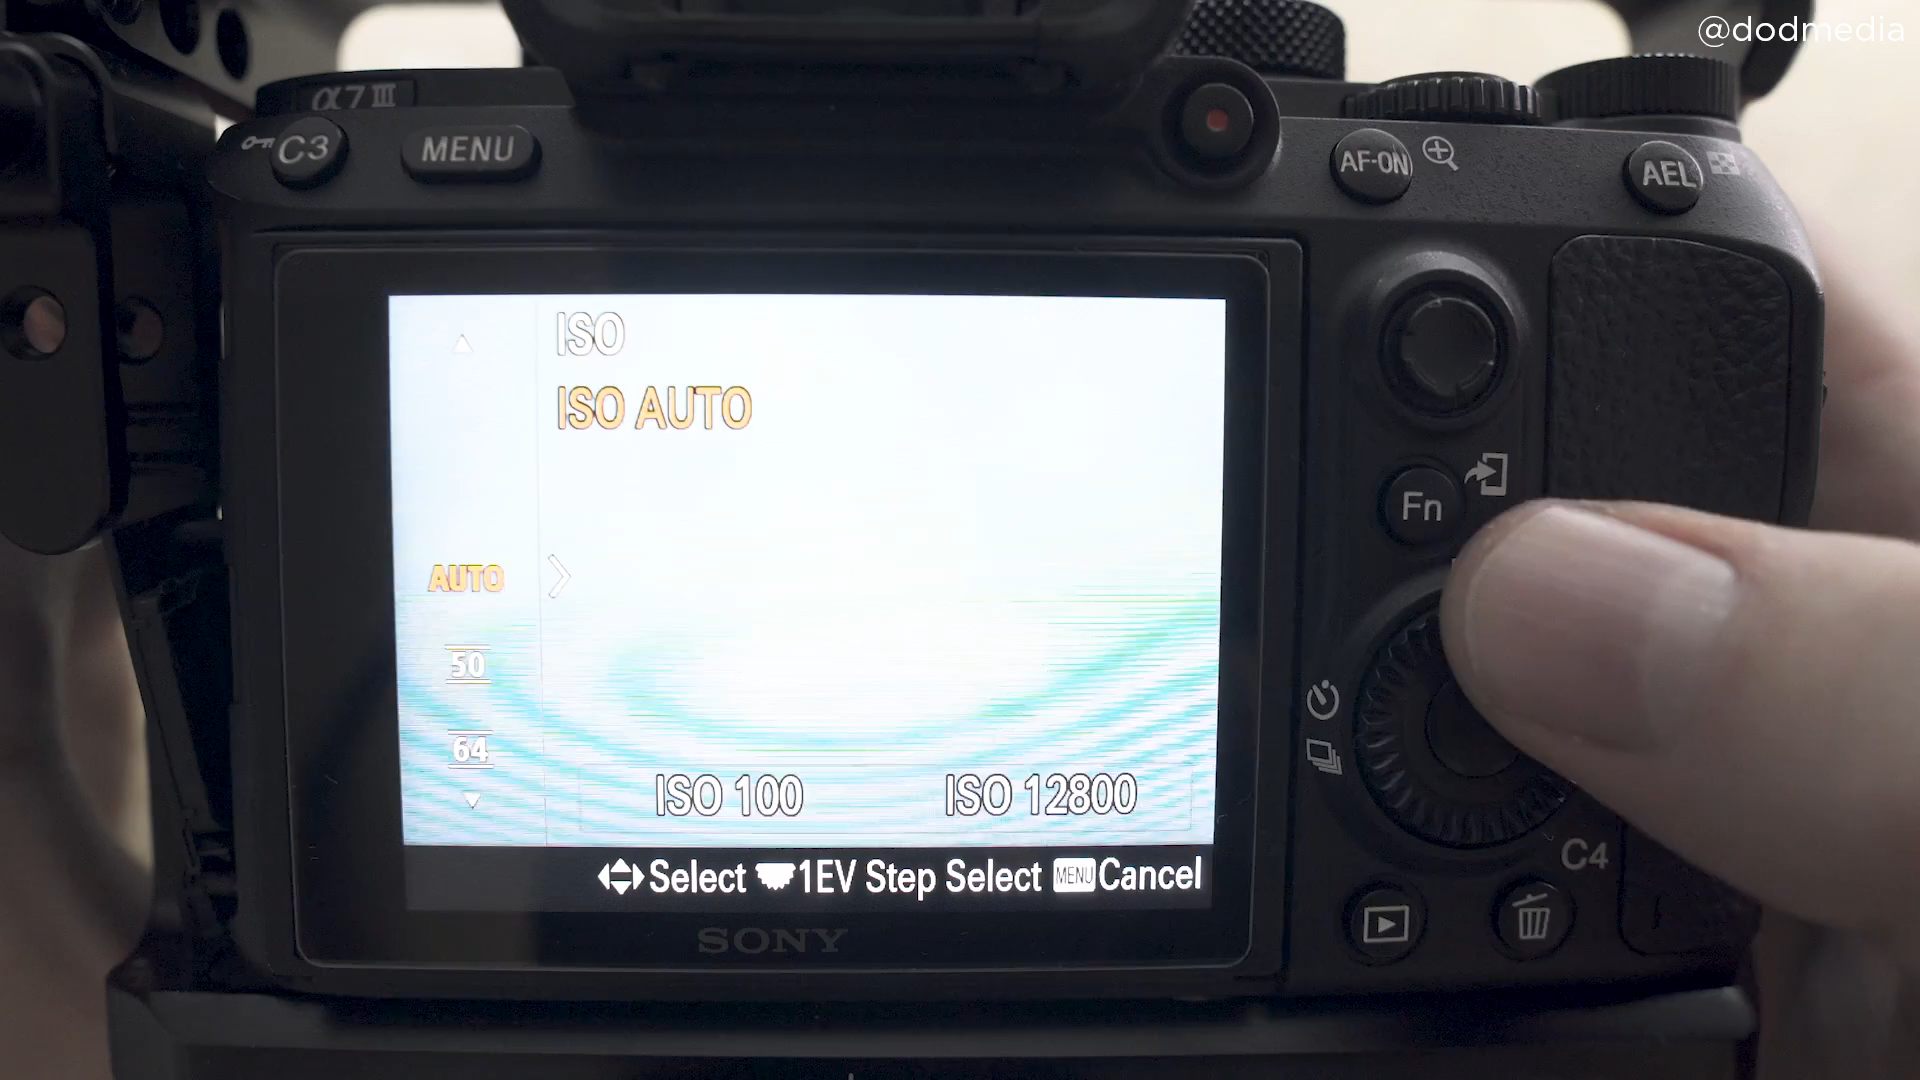 @dodmedia
α7III
C3
MENU
AF-ON
AEL
ISO
ISO AUTO
Fn
AUTO
50
64
ISO 100
ISO 12800
Select 1EV Step Select MENU Cancel
C4
SONY